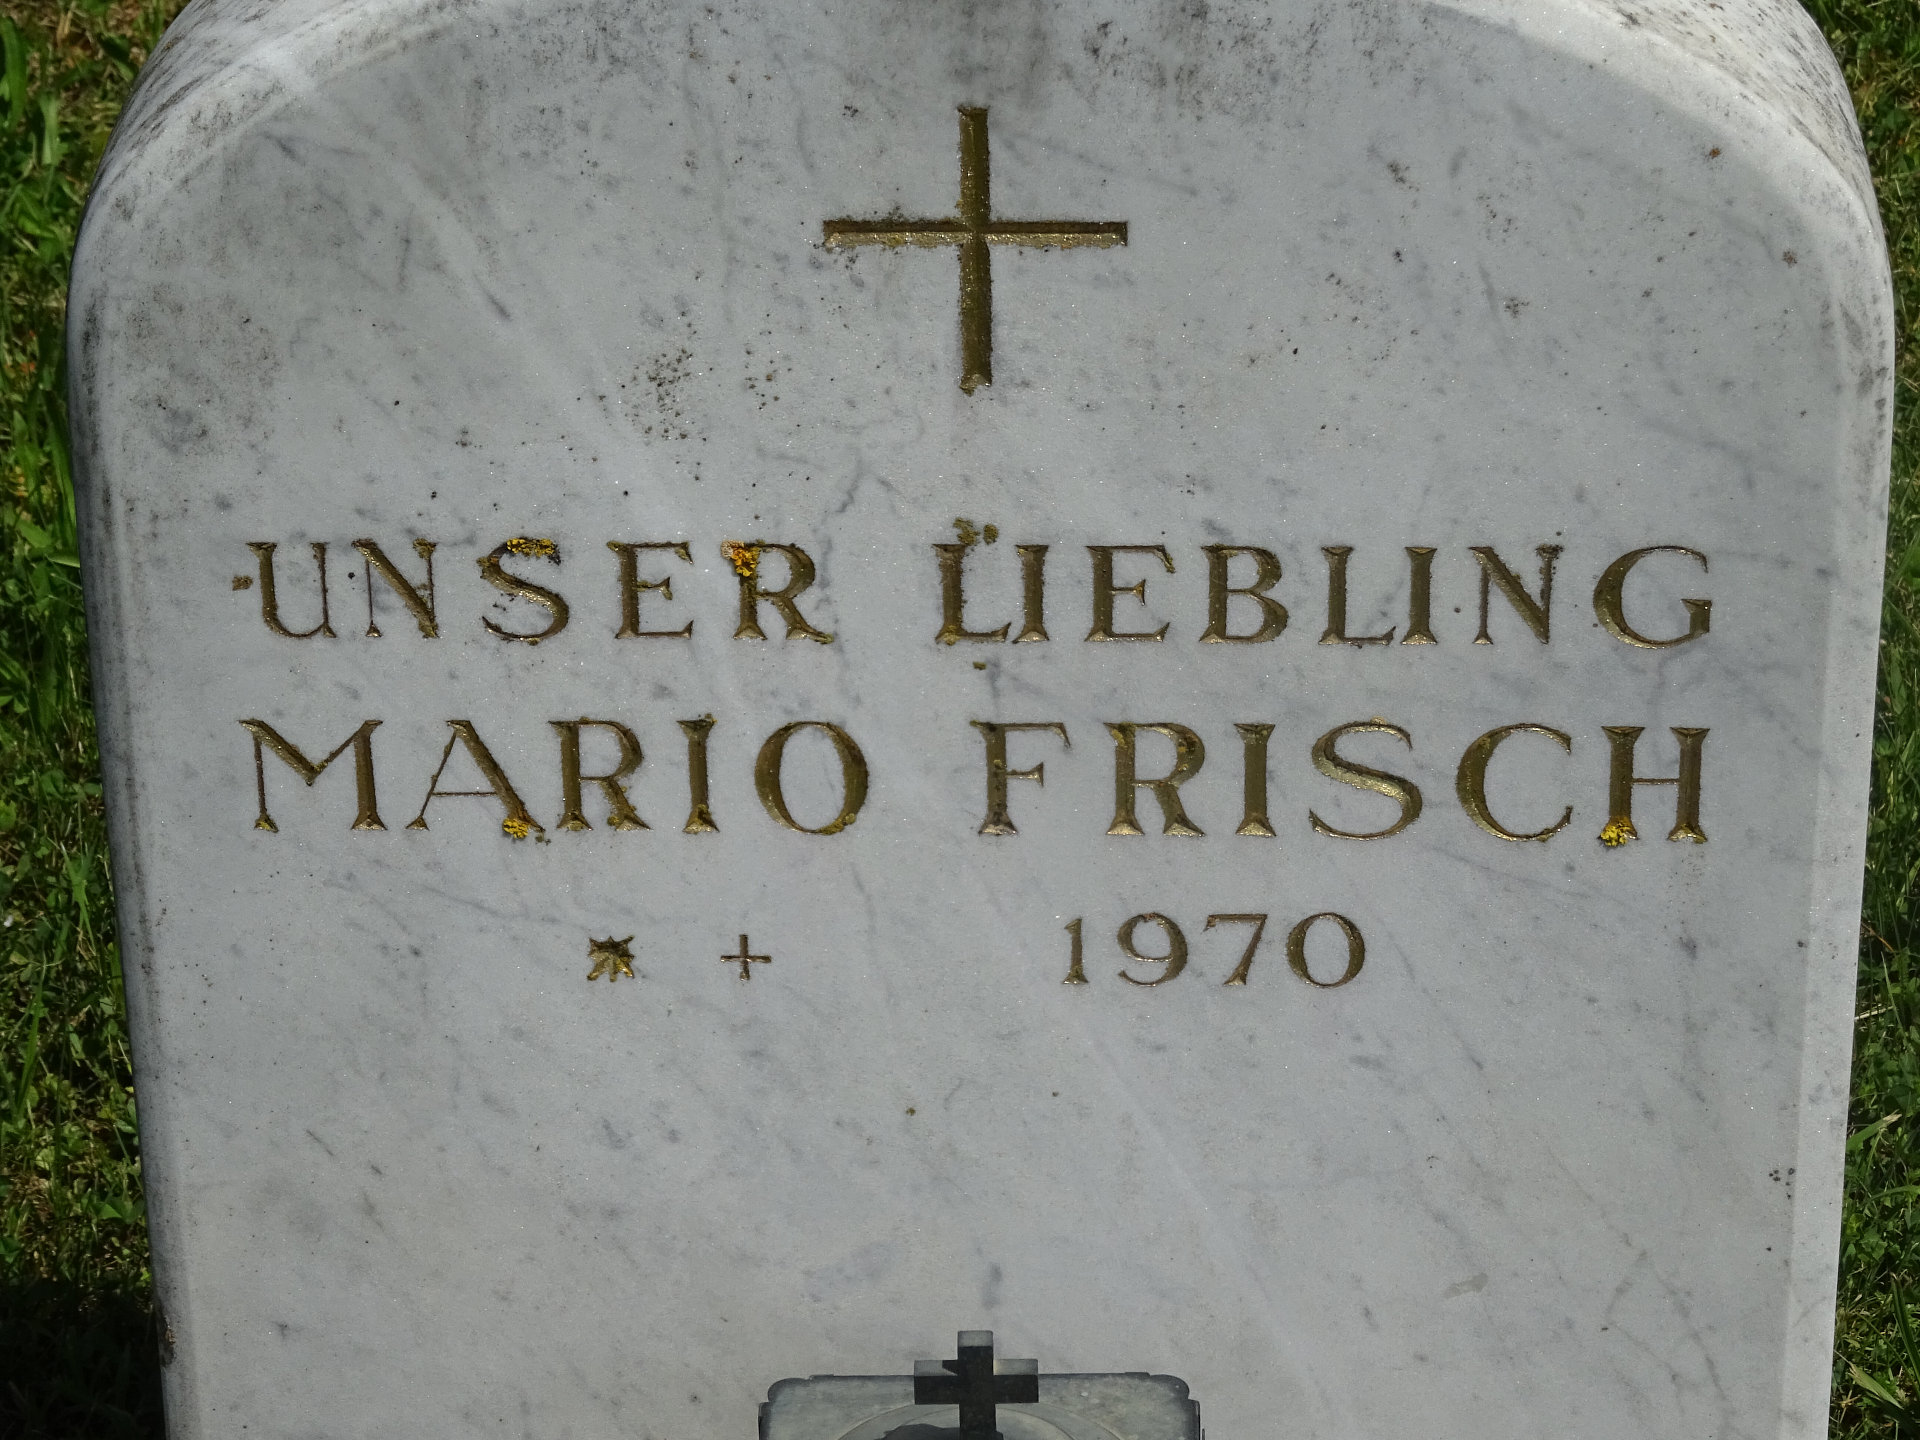 UNSER LIEBLING
MARIO FRISCH
* + 1970